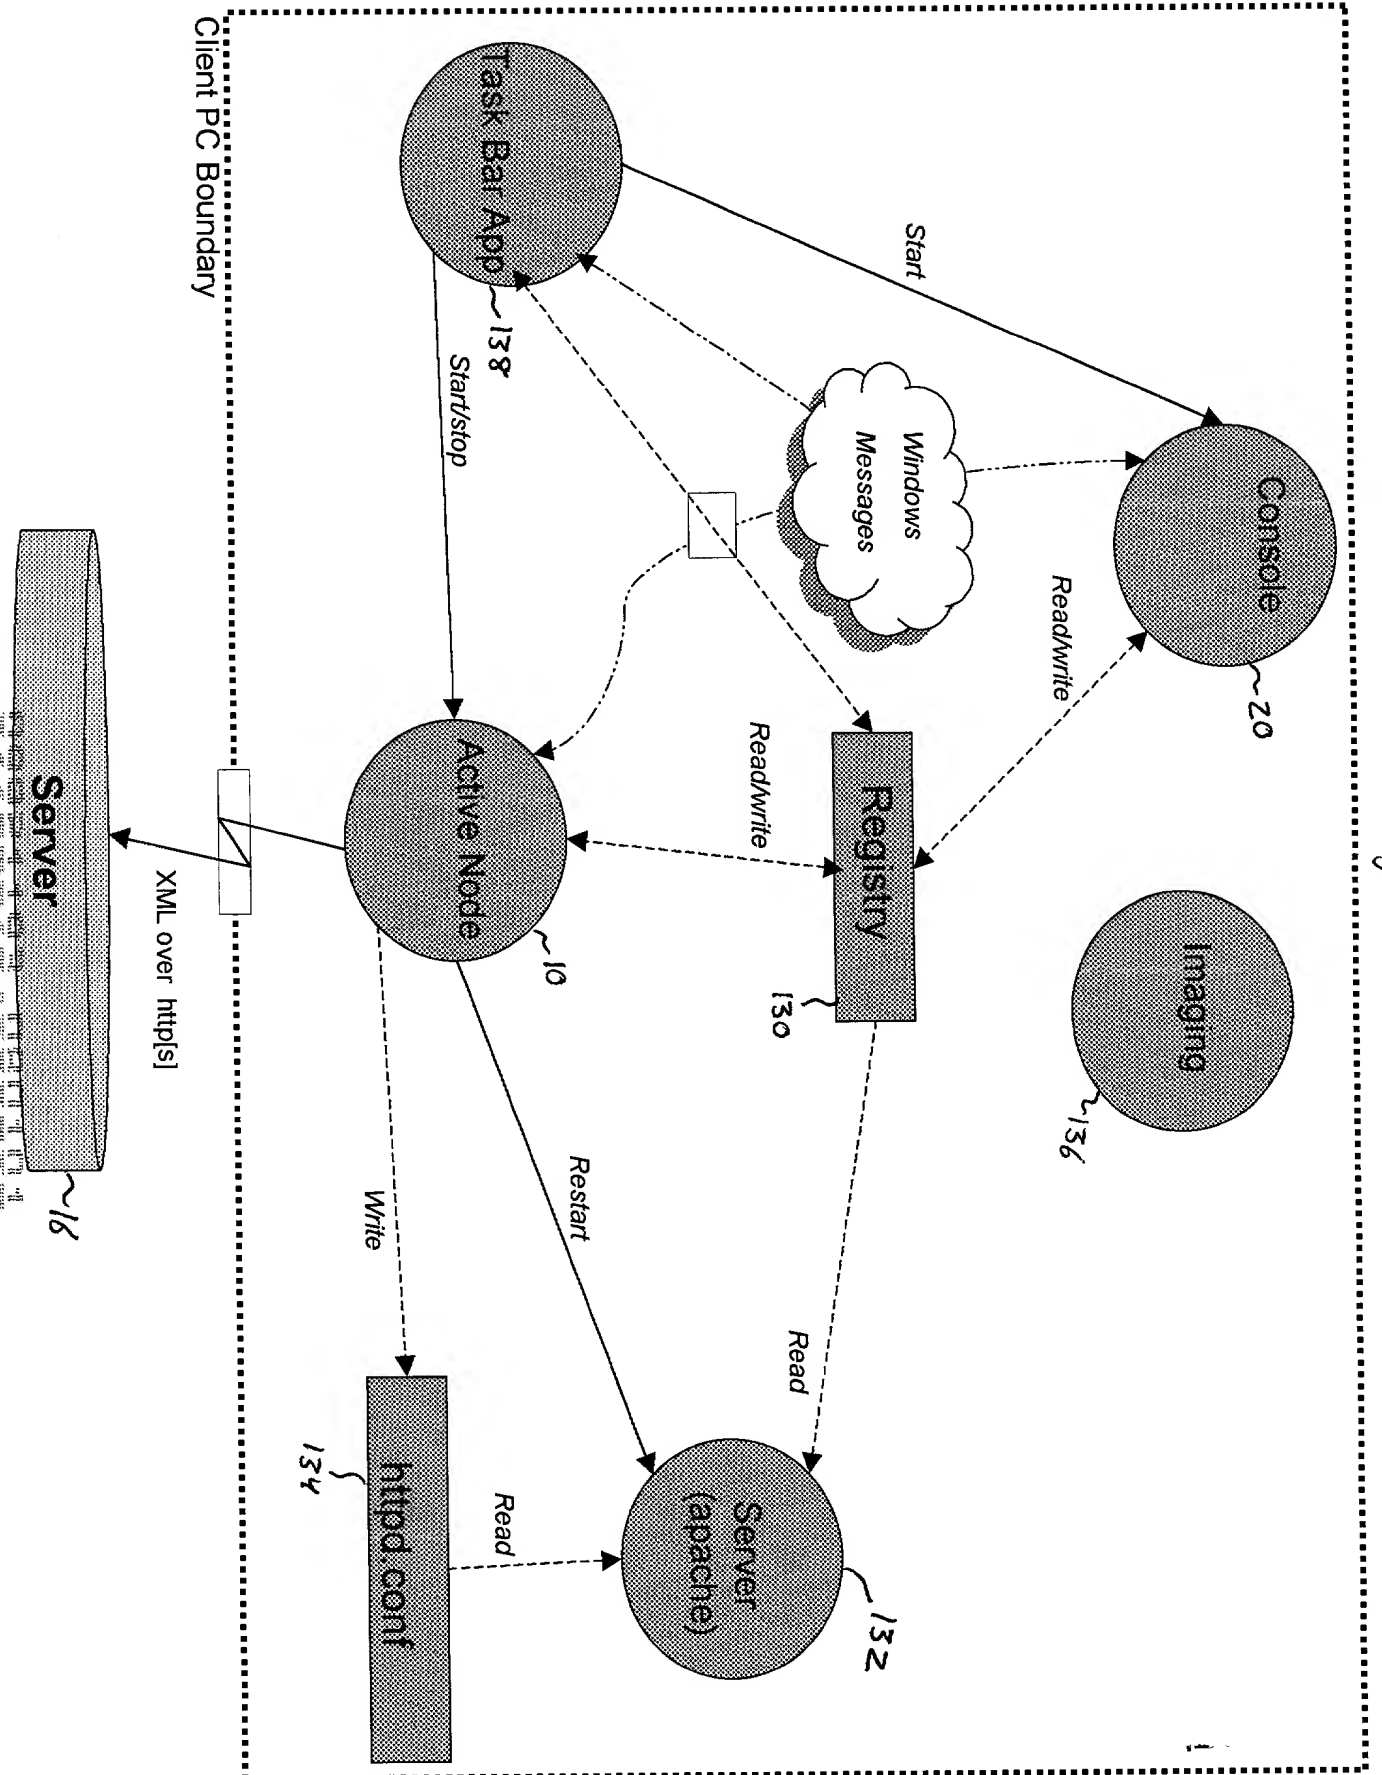 Console
20
Imaging
136
Start
Read/write
Windows
Messages
Registry
130
Read/write
Read
132
Server
(apache)
Task Bar App
138
Start/stop
Active Node
10
Restart
Read
Write
httpd.conf
134
Client PC Boundary
XML over http[s]
Server